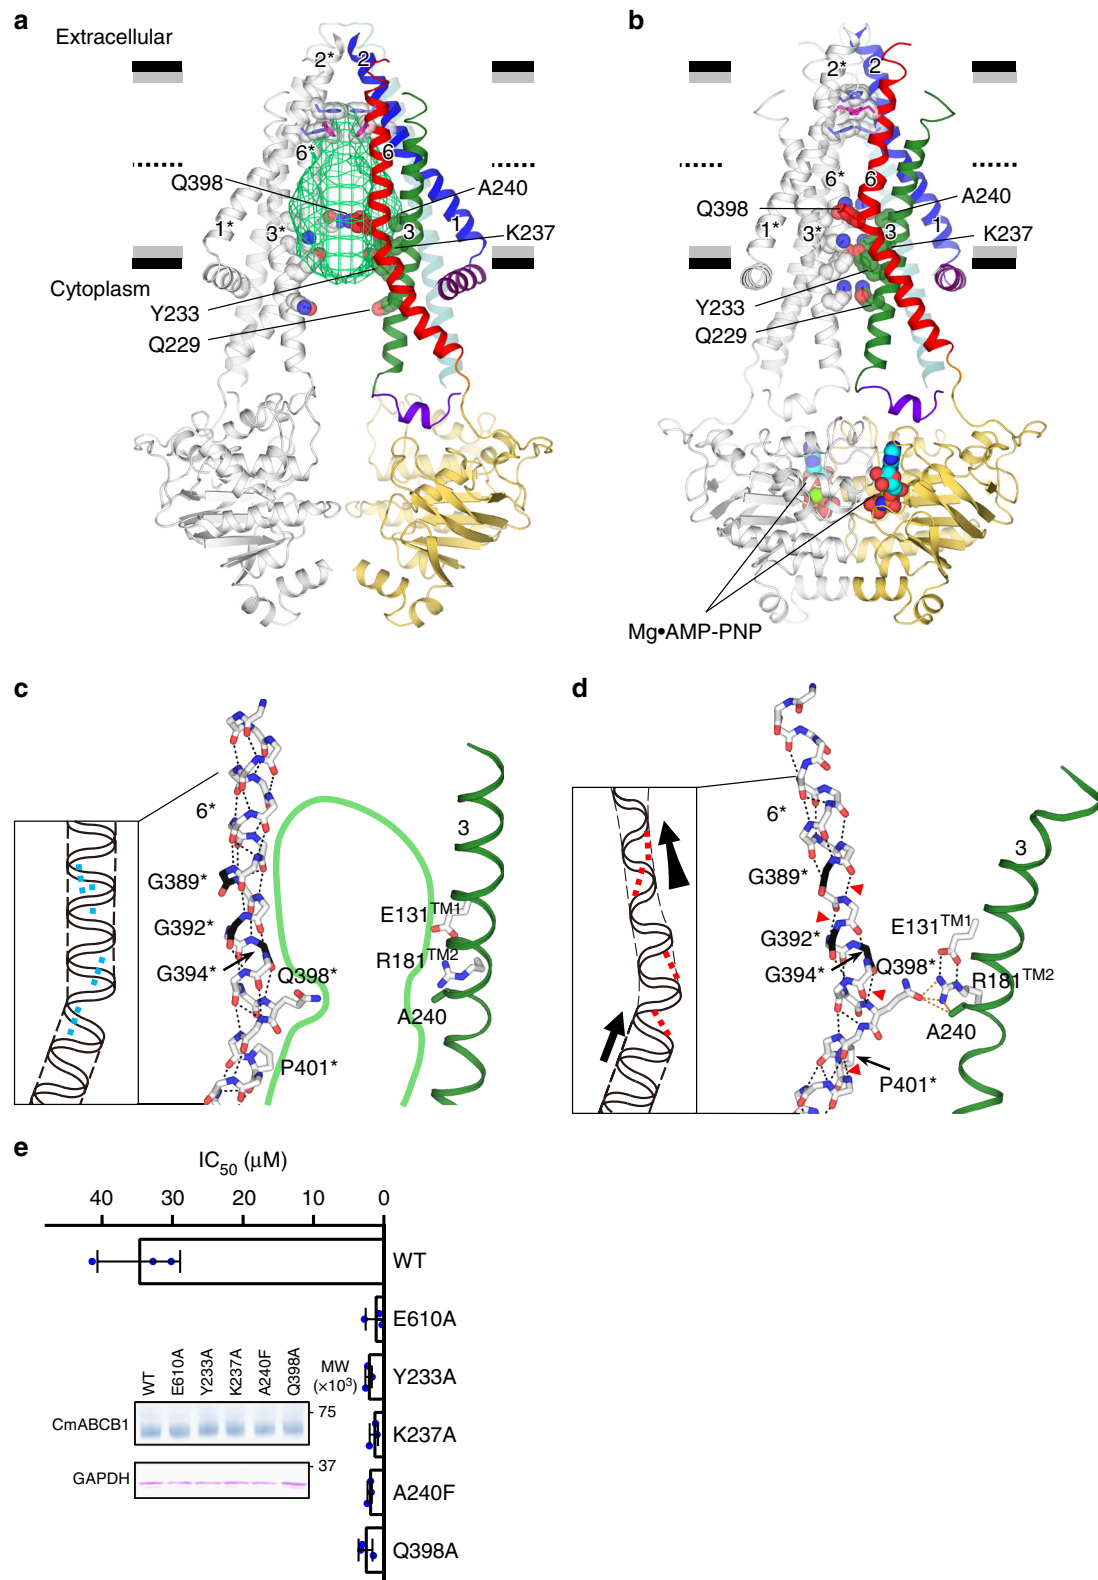 a
Extracellular
2*
2
6*
6
Q398
A240
1*
3*
3
1
K237
Cytoplasm
Y233
Q229
b
2*
2
6*
6
A240
Q398
1*
3*
3
1
K237
Y233
Q229
Mg•AMP-PNP
c
6*
3
G389*
E131TM1
G392*
R181TM2
G394*
Q398*
A240
P401*
d
6*
3
G389*
E131TM1
G392*
Q398*
G394*
R181TM2
A240
P401*
e
IC50 (μM)
40 30 20 10 0
WT
E610A
Y233A
K237A
A240F
Q398A
WT E610A Y233A K237A A240F Q398A MW (×10³)
CmABCB1
75
GAPDH
37